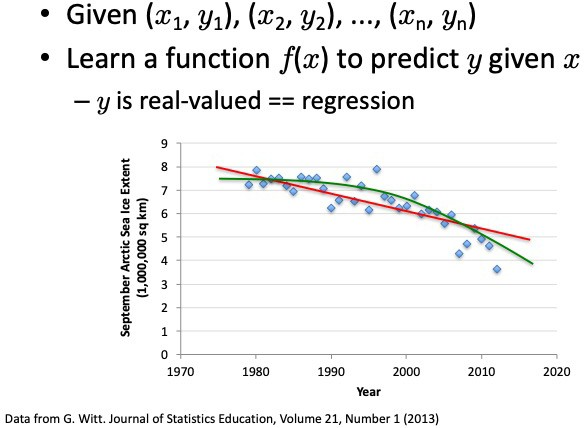 • Given (x₁, y₁), (x₂, y₂), ..., (xₙ, yₙ)
• Learn a function f(x) to predict y given x
– y is real-valued == regression
9
8
7
6
5
4
3
2
1
0
September Arctic Sea Ice Extent
(1,000,000 sq km)
1970 1980 1990 2000 2010 2020
Year
Data from G. Witt. Journal of Statistics Education, Volume 21, Number 1 (2013)